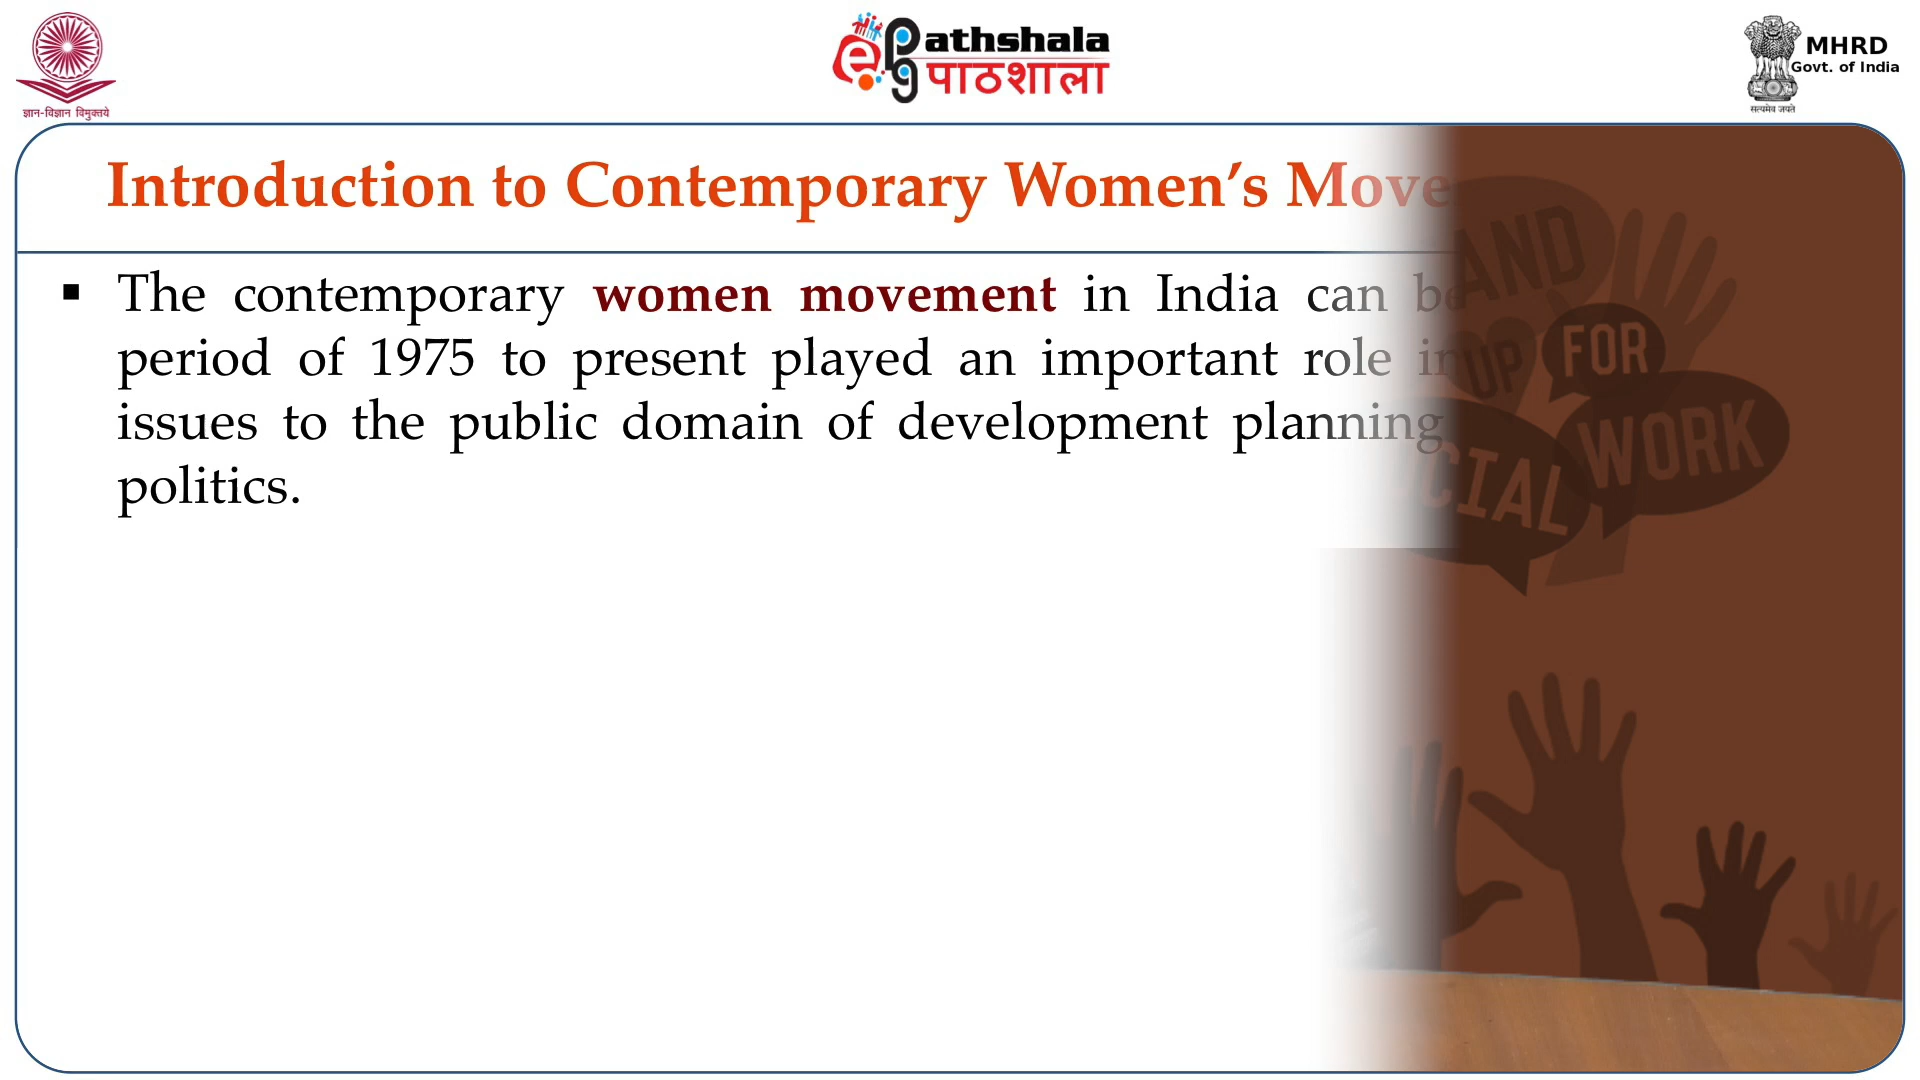 ज्ञान-विज्ञान विमुक्तये
e Pg athshala
पाठशाला
MHRD
Govt. of India
सत्यमेव जयते
Introduction to Contemporary Women’s
The contemporary women movement in India can be
period of 1975 to present played an important role in
issues to the public domain of development planning
politics.
AND
UP
FOR
WORK